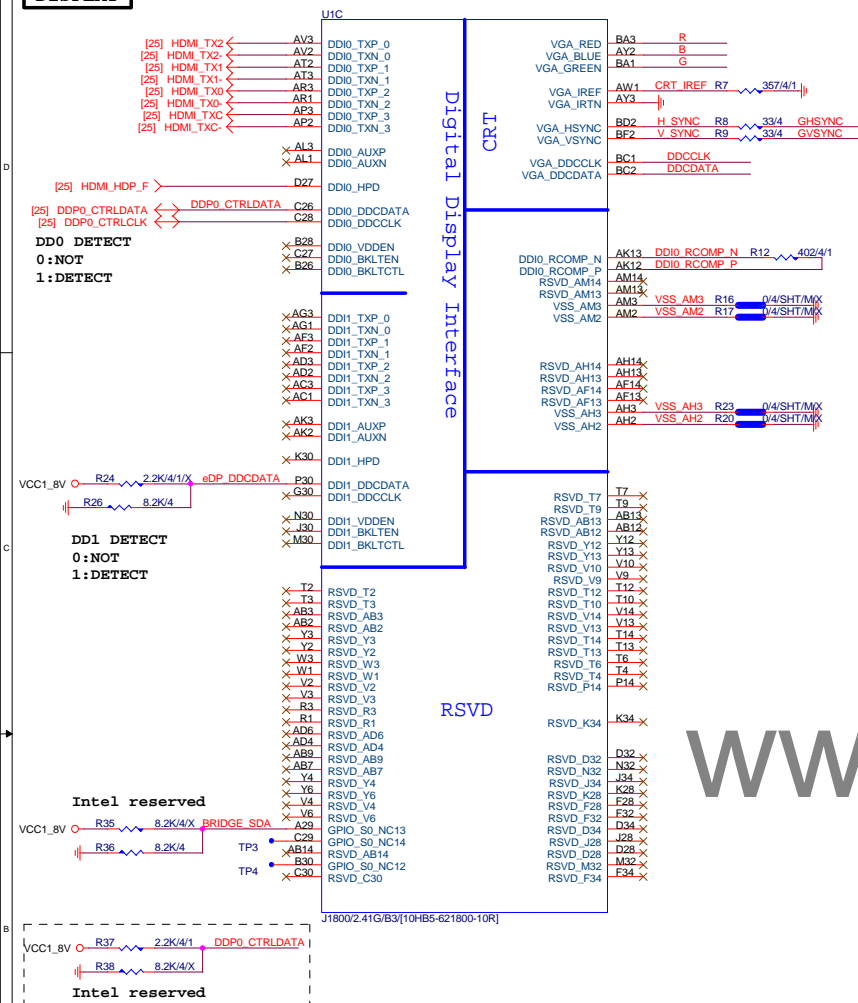 U1C
[25] HDMI_TX2 AV3 DDI0_TXP_0
[25] HDMI_TX2- AV2 DDI0_TXN_0
[25] HDMI_TX1 AT2 DDI0_TXP_1
[25] HDMI_TX1- AT3 DDI0_TXN_1
[25] HDMI_TX0 AR3 DDI0_TXP_2
[25] HDMI_TX0- AR1 DDI0_TXN_2
[25] HDMI_TXC AP3 DDI0_TXP_3
[25] HDMI_TXC- AP2 DDI0_TXN_3
AL3 DDI0_AUXP
AL1 DDI0_AUXN
D
[25] HDMI_HDP_F D27 DDI0_HPD
[25] DDP0_CTRLDATA DDP0_CTRLDATA C26 DDI0_DDCDATA
[25] DDP0_CTRLCLK C28 DDI0_DDCCLK
DD0 DETECT
0:NOT
1:DETECT
B28 DDI0_VDDEN
C27 DDI0_BKLTEN
B26 DDI0_BKLTCTL
AG3 DDI1_TXP_0
AG1 DDI1_TXN_0
AF3 DDI1_TXP_1
AF2 DDI1_TXN_1
AD3 DDI1_TXP_2
AD2 DDI1_TXN_2
AC3 DDI1_TXP_3
AC1 DDI1_TXN_3
AK3 DDI1_AUXP
AK2 DDI1_AUXN
K30 DDI1_HPD
VCC1_8V R24 2.2K/4/1/X eDP_DDCDATA P30 DDI1_DDCDATA
G30 DDI1_DDCCLK
R26 8.2K/4
N30 DDI1_VDDEN
J30 DDI1_BKLTEN
M30 DDI1_BKLTCTL
DD1 DETECT
0:NOT
1:DETECT
C
Digital Display Interface
CRT
VGA_RED BA3 R
VGA_BLUE AY2 B
VGA_GREEN BA1 G
VGA_IREF AW1 CRT_IREF R7 357/4/1
VGA_IRTN AY3
VGA_HSYNC BD2 H_SYNC R8 33/4 GHSYNC
VGA_VSYNC BF2 V_SYNC R9 33/4 GVSYNC
VGA_DDCCLK BC1 DDCCLK
VGA_DDCDATA BC2 DDCDATA
DDI0_RCOMP_N AK13 DDI0_RCOMP_N R12 402/4/1
DDI0_RCOMP_P AK12 DDI0_RCOMP_P
RSVD_AM14 AM14
RSVD_AM13 AM13
VSS_AM3 AM3 VSS_AM3 R16 0/4/SHT/M/X
VSS_AM2 AM2 VSS_AM2 R17 0/4/SHT/M/X
RSVD_AH14 AH14
RSVD_AH13 AH13
RSVD_AF14 AF14
RSVD_AF13 AF13
VSS_AH3 AH3 VSS_AH3 R23 0/4/SHT/M/X
VSS_AH2 AH2 VSS_AH2 R20 0/4/SHT/M/X
RSVD_T7 T7
RSVD_T9 T9
RSVD_AB13 AB13
RSVD_AB12 AB12
RSVD_Y12 Y12
RSVD_Y13 Y13
RSVD_V10 V10
RSVD_V9 V9
RSVD_T12 T12
RSVD_T10 T10
RSVD_V14 V14
RSVD_V13 V13
RSVD_T14 T14
RSVD_T13 T13
RSVD_T6 T6
RSVD_T4 T4
RSVD_P14 P14
RSVD_K34 K34
RSVD_D32 D32
RSVD_N32 N32
RSVD_J34 J34
RSVD_K28 K28
RSVD_F28 F28
RSVD_F32 F32
RSVD_D34 D34
RSVD_J28 J28
RSVD_D28 D28
RSVD_M32 M32
RSVD_F34 F34
RSVD
T2 RSVD_T2
T3 RSVD_T3
AB3 RSVD_AB3
AB2 RSVD_AB2
Y3 RSVD_Y3
Y2 RSVD_Y2
W3 RSVD_W3
W1 RSVD_W1
V2 RSVD_V2
V3 RSVD_V3
R3 RSVD_R3
R1 RSVD_R1
AD6 RSVD_AD6
AD4 RSVD_AD4
AB9 RSVD_AB9
AB7 RSVD_AB7
Y4 RSVD_Y4
Y6 RSVD_Y6
V4 RSVD_V4
V6 RSVD_V6
Intel reserved
VCC1_8V R35 8.2K/4/X BRIDGE_SDA A29 GPIO_S0_NC13
TP3 C29 GPIO_S0_NC14
R36 8.2K/4
AB14 RSVD_AB14
TP4 B30 GPIO_S0_NC12
C30 RSVD_C30
J1800/2.41G/B3/[10HB5-621800-10R]
B
VCC1_8V R37 2.2K/4/1 DDP0_CTRLDATA
R38 8.2K/4/X
Intel reserved